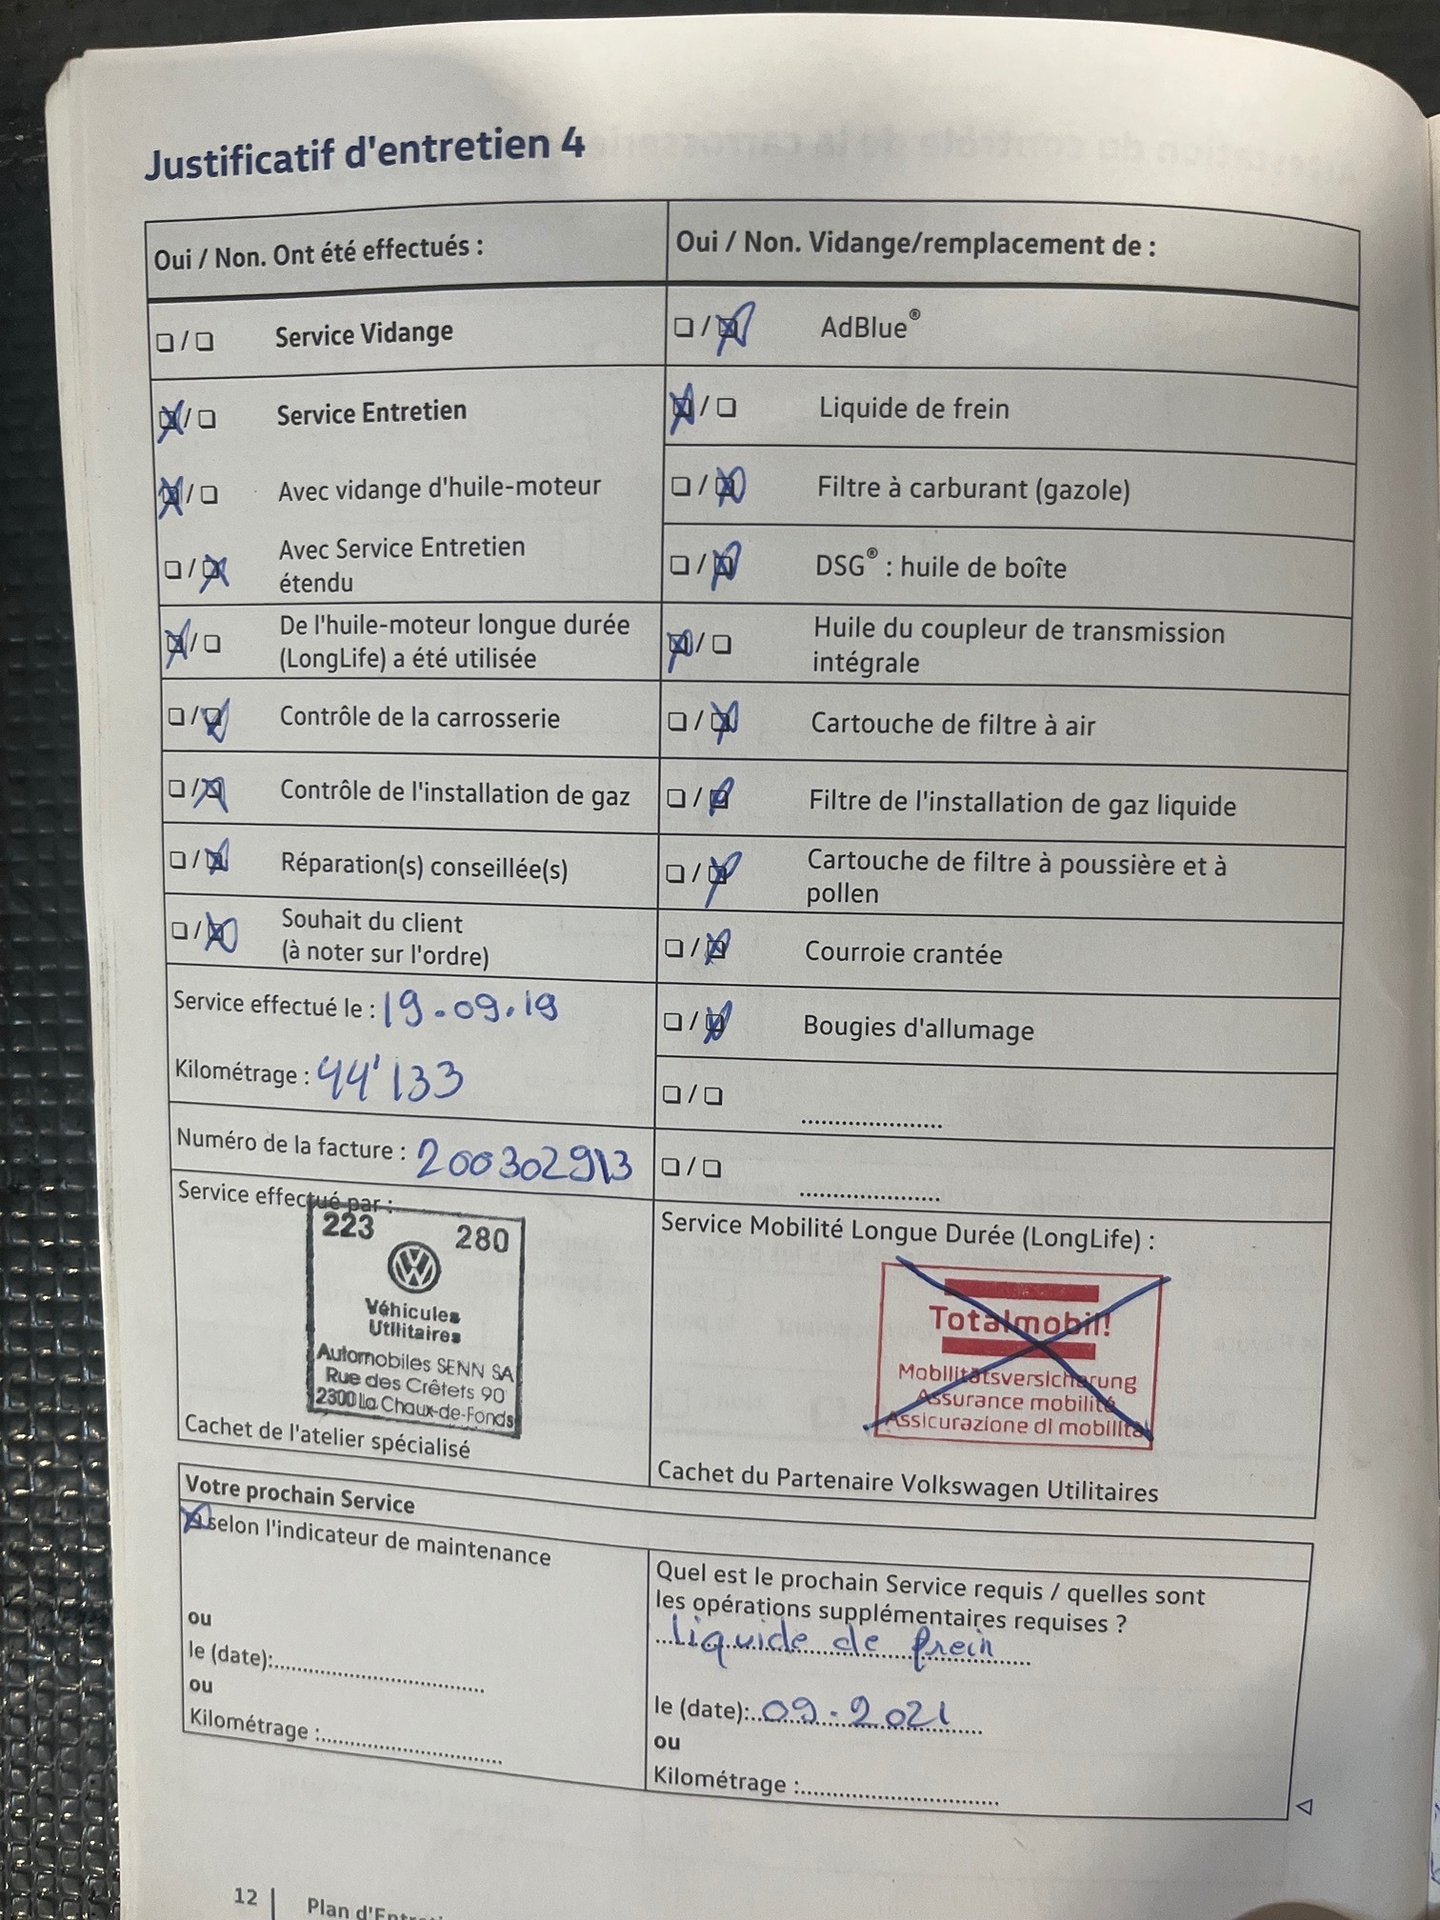 Justificatif d'entretien 4
Oui / Non. Ont été effectués :
❏ / ❏ Service Vidange
☒ / ❏ Service Entretien
☒ / ❏ Avec vidange d'huile-moteur
❏ / ☒ Avec Service Entretien
étendu
☒ / ❏ De l'huile-moteur longue durée
(LongLife) a été utilisée
❏ / ☒ Contrôle de la carrosserie
❏ / ☒ Contrôle de l'installation de gaz
❏ / ☒ Réparation(s) conseillée(s)
❏ / ☒ Souhait du client
(à noter sur l'ordre)
Service effectué le : 19.09.19
Kilométrage : 44'133
Numéro de la facture : 200302913
Service effectué par :
223 280
Véhicules
Utilitaires
Automobiles SENN SA
Rue des Crêtets 90
2300 La Chaux-de-Fonds
Cachet de l'atelier spécialisé
Oui / Non. Vidange/remplacement de :
❏ / ☒ AdBlue®
☒ / ❏ Liquide de frein
❏ / ☒ Filtre à carburant (gazole)
❏ / ☒ DSG® : huile de boîte
☒ / ❏ Huile du coupleur de transmission
intégrale
❏ / ☒ Cartouche de filtre à air
❏ / ☒ Filtre de l'installation de gaz liquide
❏ / ☒ Cartouche de filtre à poussière et à
pollen
❏ / ☒ Courroie crantée
❏ / ☒ Bougies d'allumage
❏ / ❏ ......................
❏ / ❏ ......................
Service Mobilité Longue Durée (LongLife) :
Totalmobil!
Mobilitätsversicherung
Assurance mobilité
Assicurazione di mobilità
Cachet du Partenaire Volkswagen Utilitaires
Votre prochain Service
☒ selon l'indicateur de maintenance
ou
le (date):................................
ou
Kilométrage :............................
Quel est le prochain Service requis / quelles sont
les opérations supplémentaires requises ?
liquide de frein
le (date): 09.2021
ou
Kilométrage :..............................
12 | Plan d'Entreti